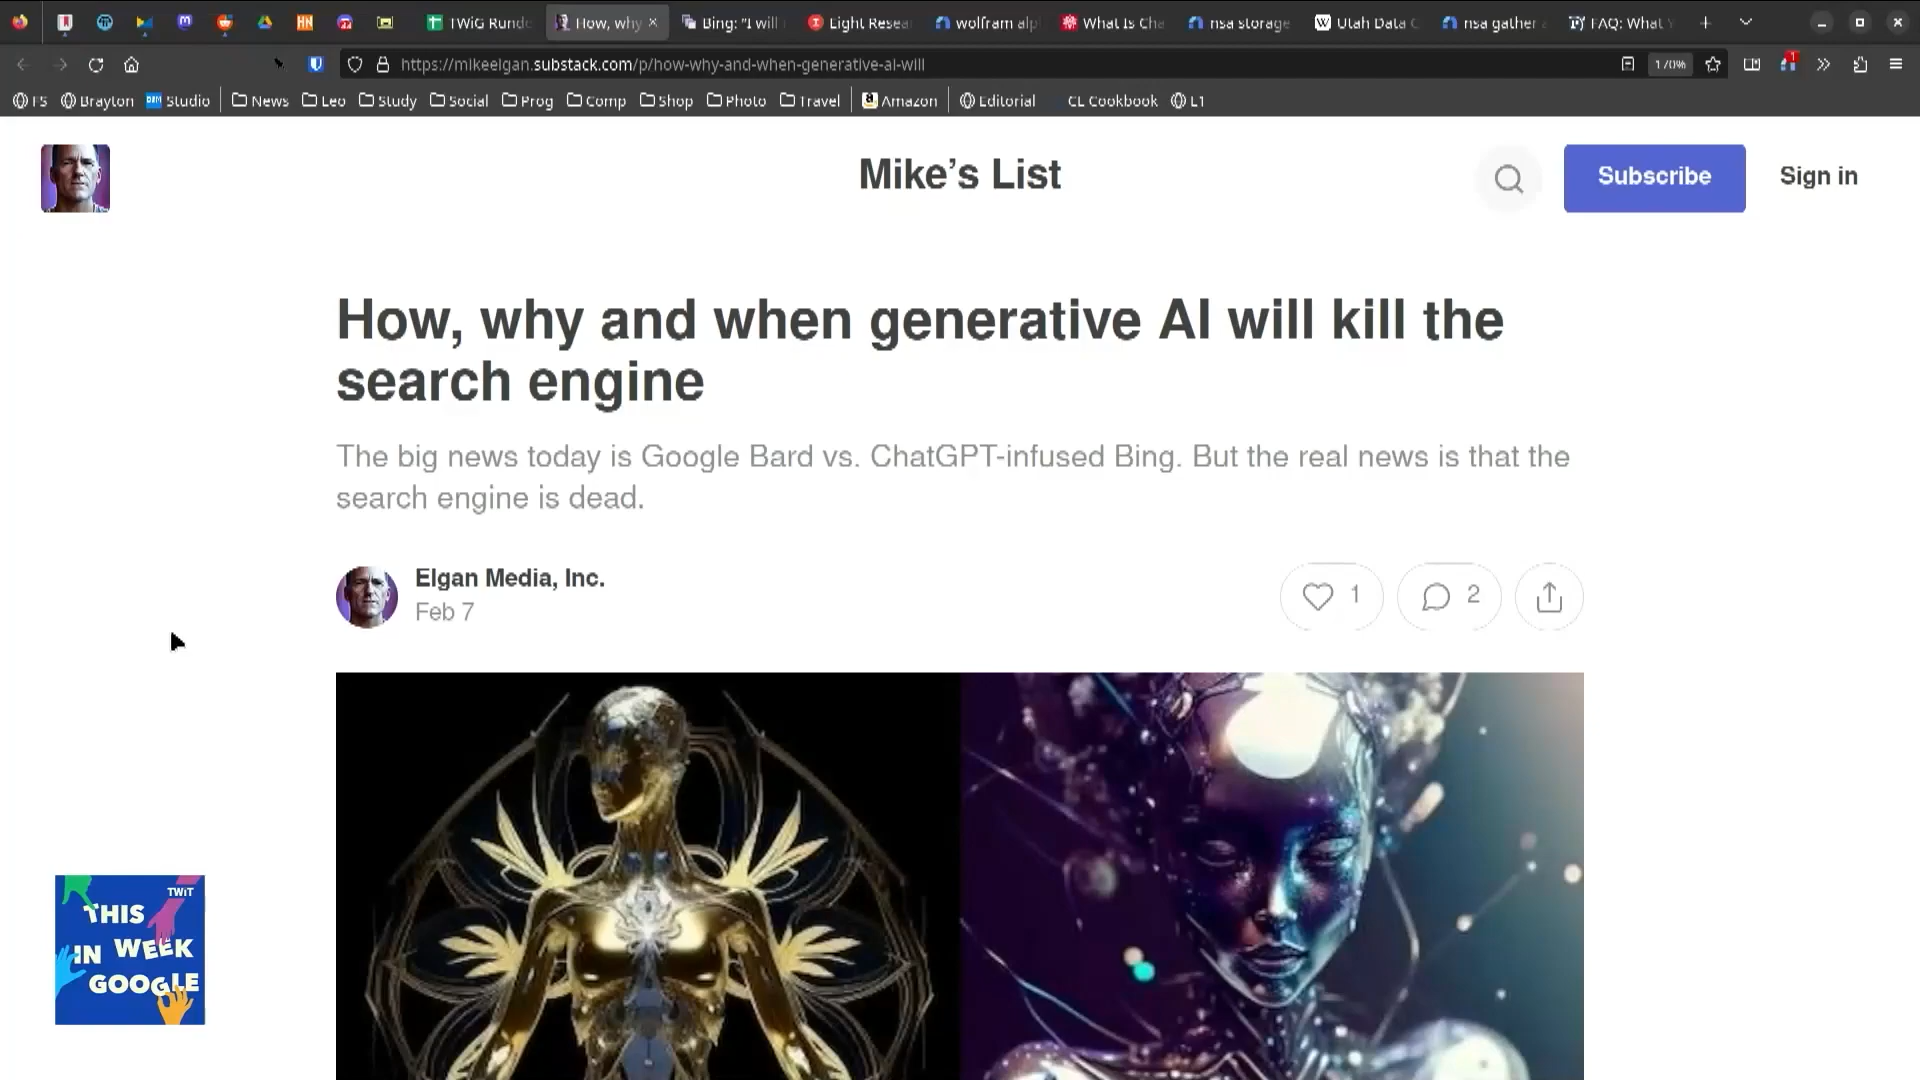 TWiG Rund
How, why
Bing: "I will
Eight Resea
wolfram alp
What Is Cha
nsa storage
Utah Data C
nsa gather a
FAQ: What Y
https://mikeelgan.substack.com/p/how-why-and-when-generative-ai-will
170%
1
FS
Brayton
Studio
News
Leo
Study
Social
Prog
Comp
Shop
Photo
Travel
Amazon
Editorial
CL Cookbook
L1
Mike's List
Subscribe
Sign in
How, why and when generative AI will kill the
search engine
The big news today is Google Bard vs. ChatGPT-infused Bing. But the real news is that the
search engine is dead.
Elgan Media, Inc.
Feb 7
1
2
TWiT
THIS
WEEK
IN
GOOGLE